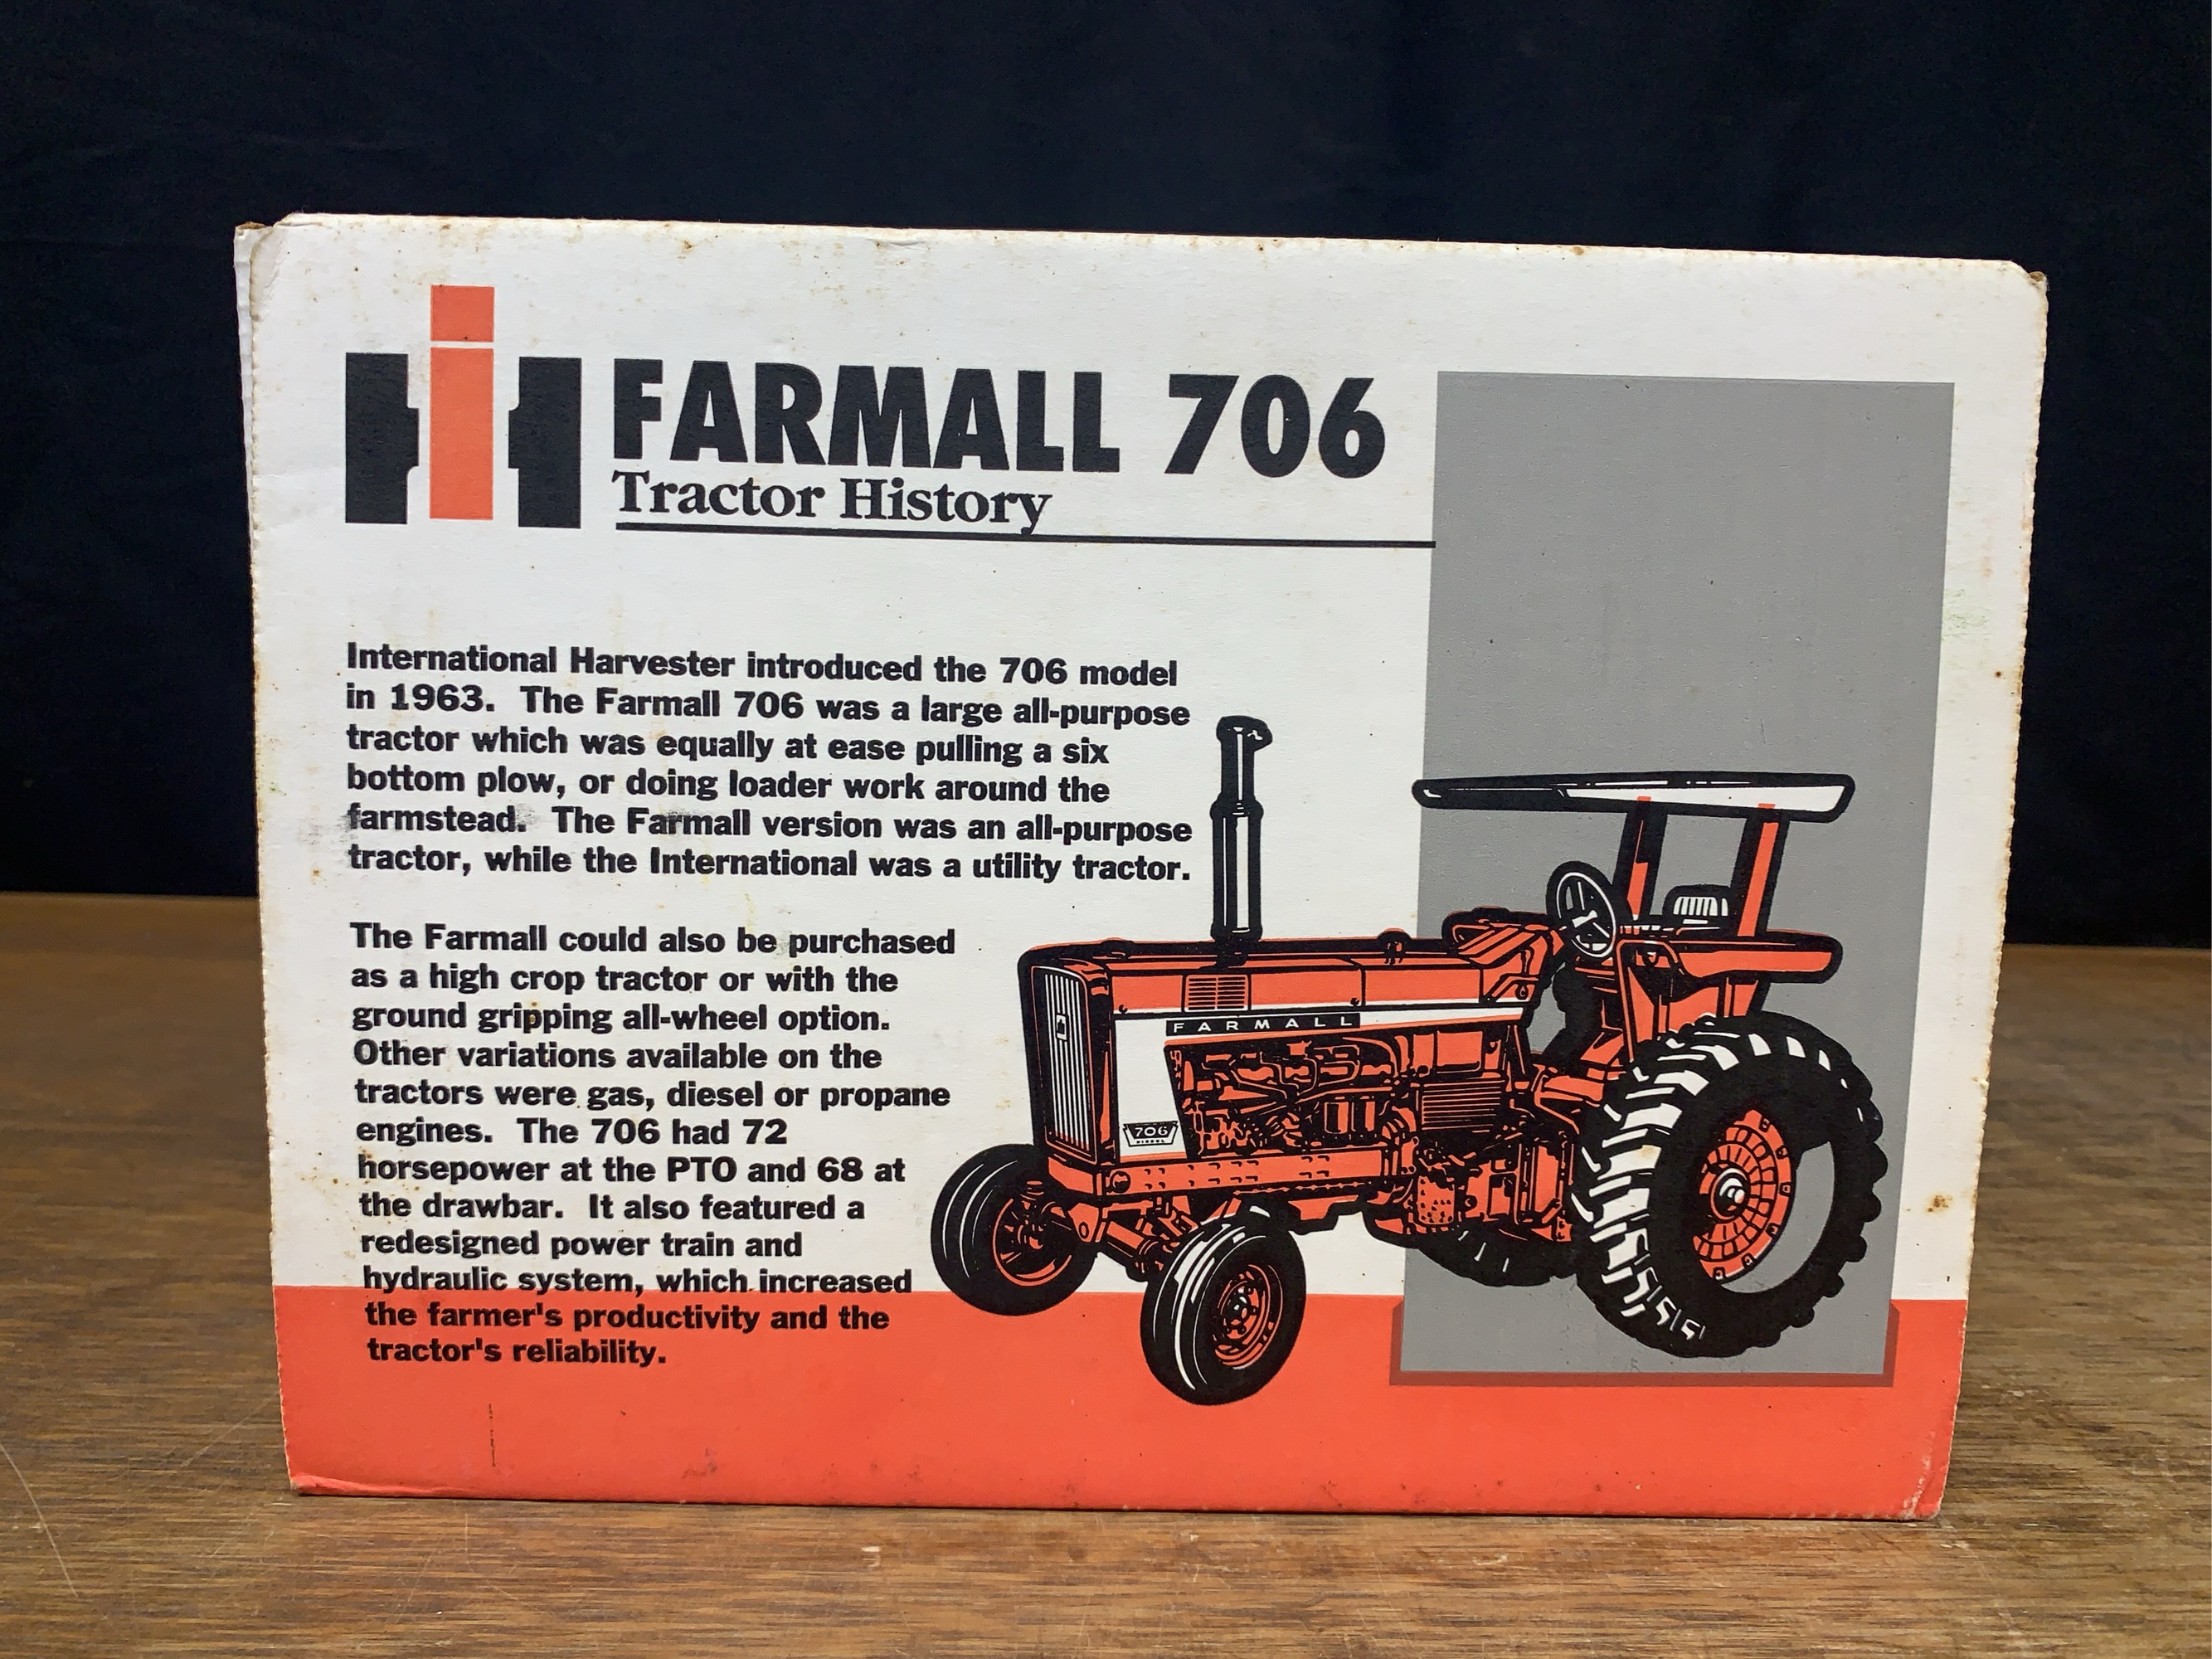 FARMALL 706
Tractor History
International Harvester introduced the 706 model
in 1963. The Farmall 706 was a large all-purpose
tractor which was equally at ease pulling a six
bottom plow, or doing loader work around the
farmstead. The Farmall version was an all-purpose
tractor, while the International was a utility tractor.
The Farmall could also be purchased
as a high crop tractor or with the
ground gripping all-wheel option.
Other variations available on the
tractors were gas, diesel or propane
engines. The 706 had 72
horsepower at the PTO and 68 at
the drawbar. It also featured a
redesigned power train and
hydraulic system, which increased
the farmer's productivity and the
tractor's reliability.
FARMALL
706
DIESEL